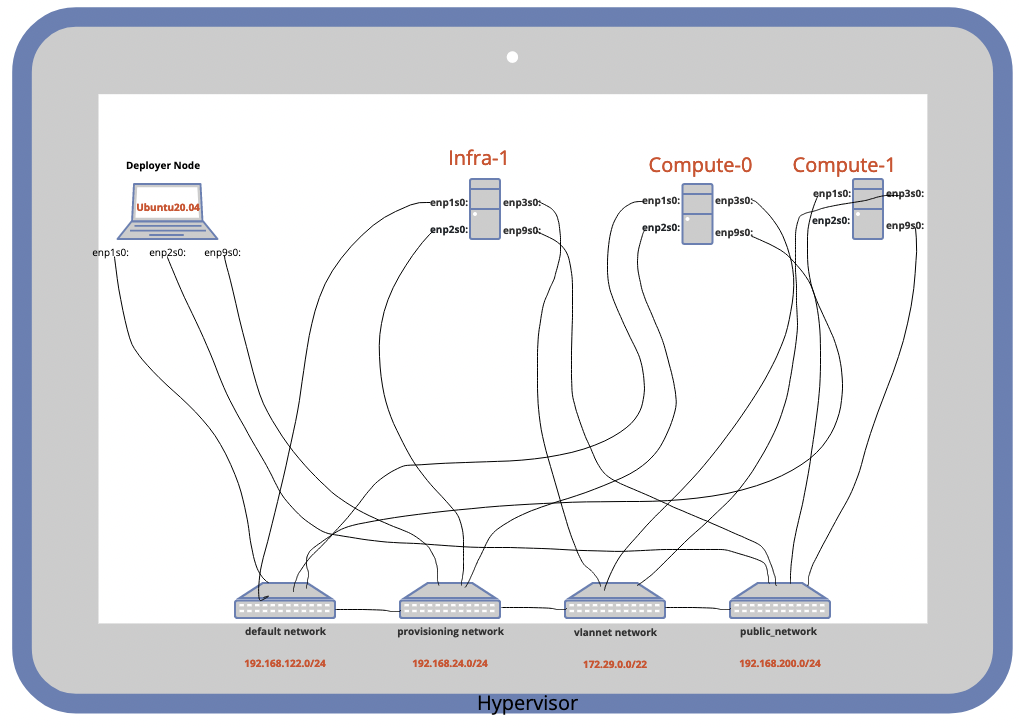 Deployer Node
Infra-1
Compute-0
Compute-1
Ubuntu20.04
enp1s0:
enp2s0:
enp9s0:
enp1s0:
enp3s0:
enp2s0:
enp9s0:
enp1s0:
enp3s0:
enp2s0:
enp9s0:
enp1s0:
enp3s0:
enp2s0:
enp9s0:
default network
provisioning network
vlannet network
public_network
192.168.122.0/24
192.168.24.0/24
172.29.0.0/22
192.168.200.0/24
Hypervisor